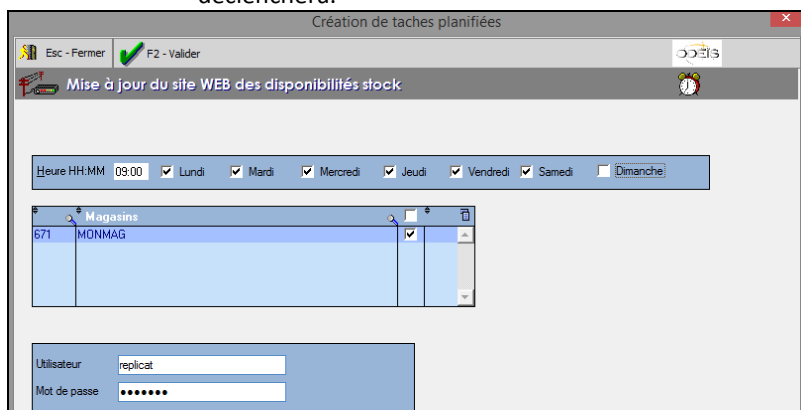 déclenchera.
Création de taches planifiées
Esc - Fermer F2 - Valider
Mise à jour du site WEB des disponibilités stock
Heure HH:MM 09:00 Lundi Mardi Mercredi Jeudi Vendredi Samedi Dimanche
Magasins
671 MONMAG
Utilisateur replicat
Mot de passe •••••••